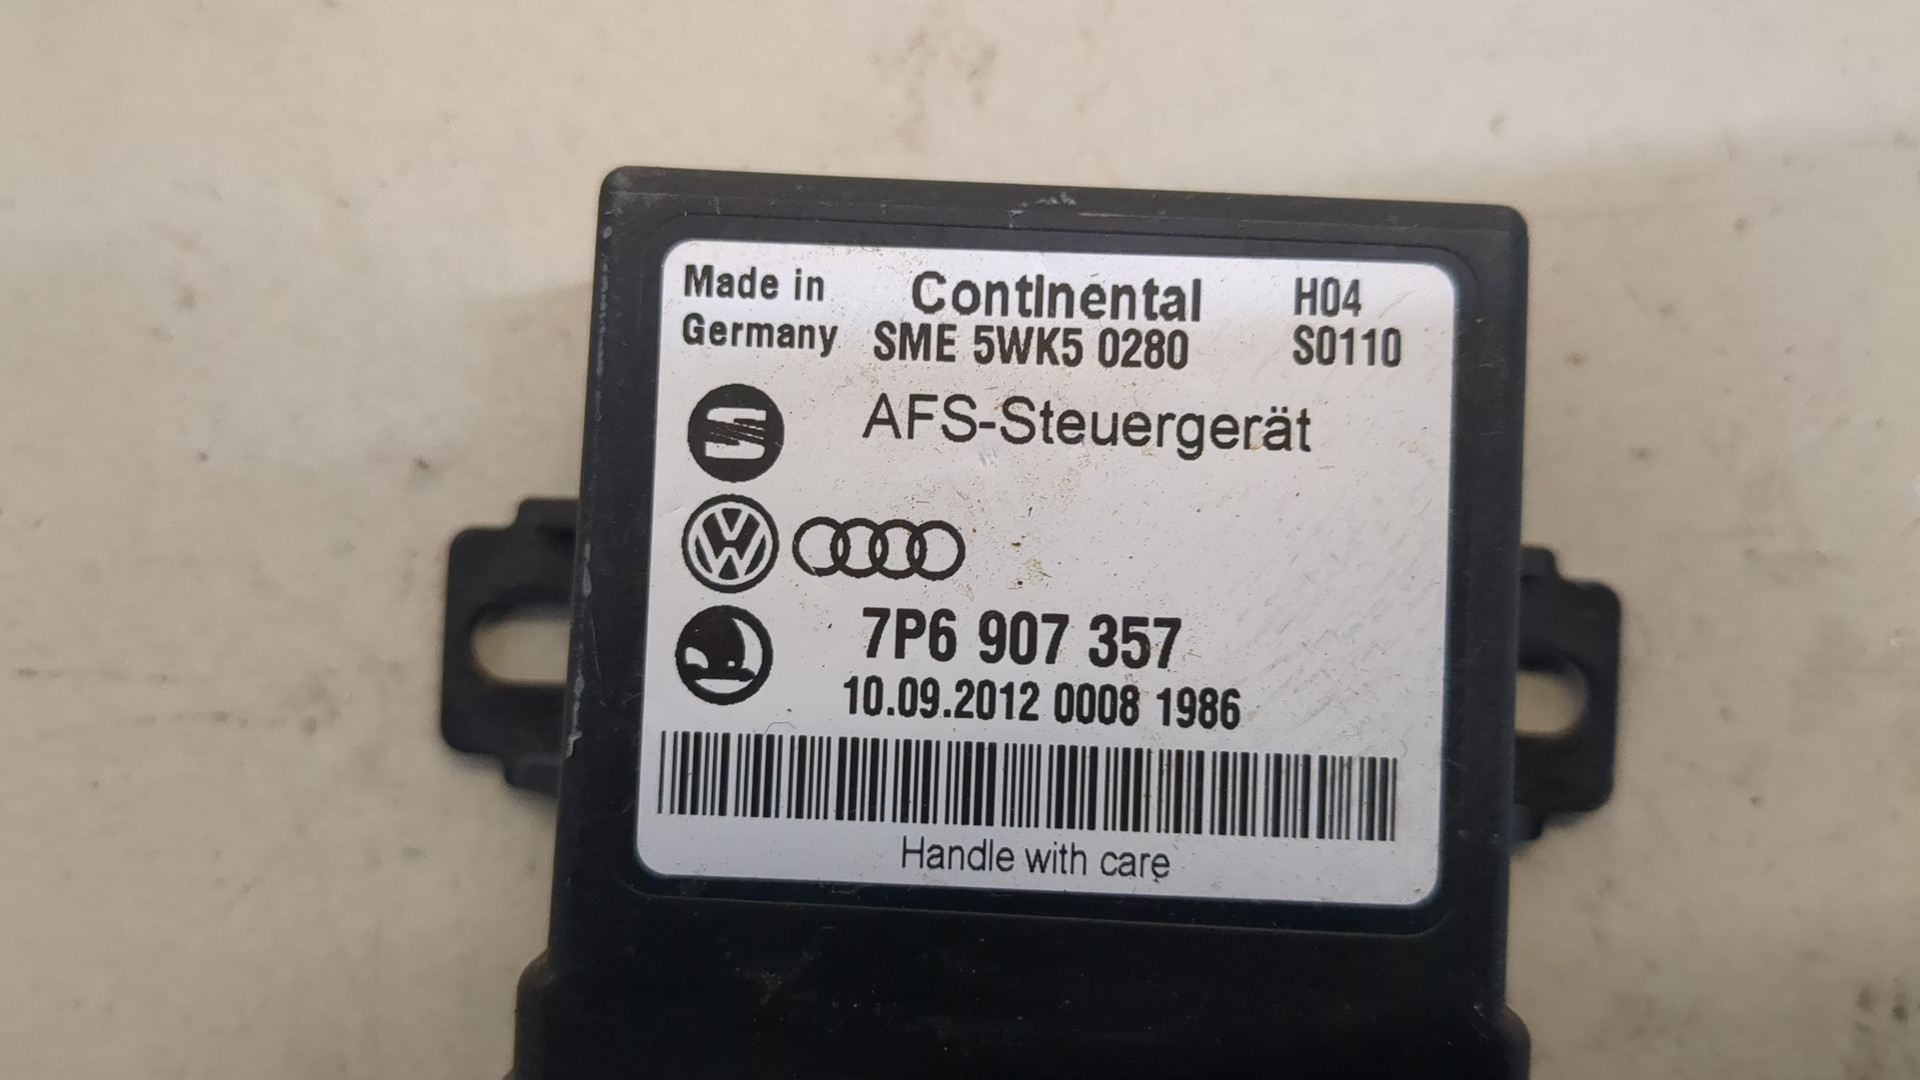 Made in Continental H04
Germany SME 5WK5 0280 S0110
AFS-Steuergerät
7P6 907 357
10.09.2012 0008 1986
Handle with care